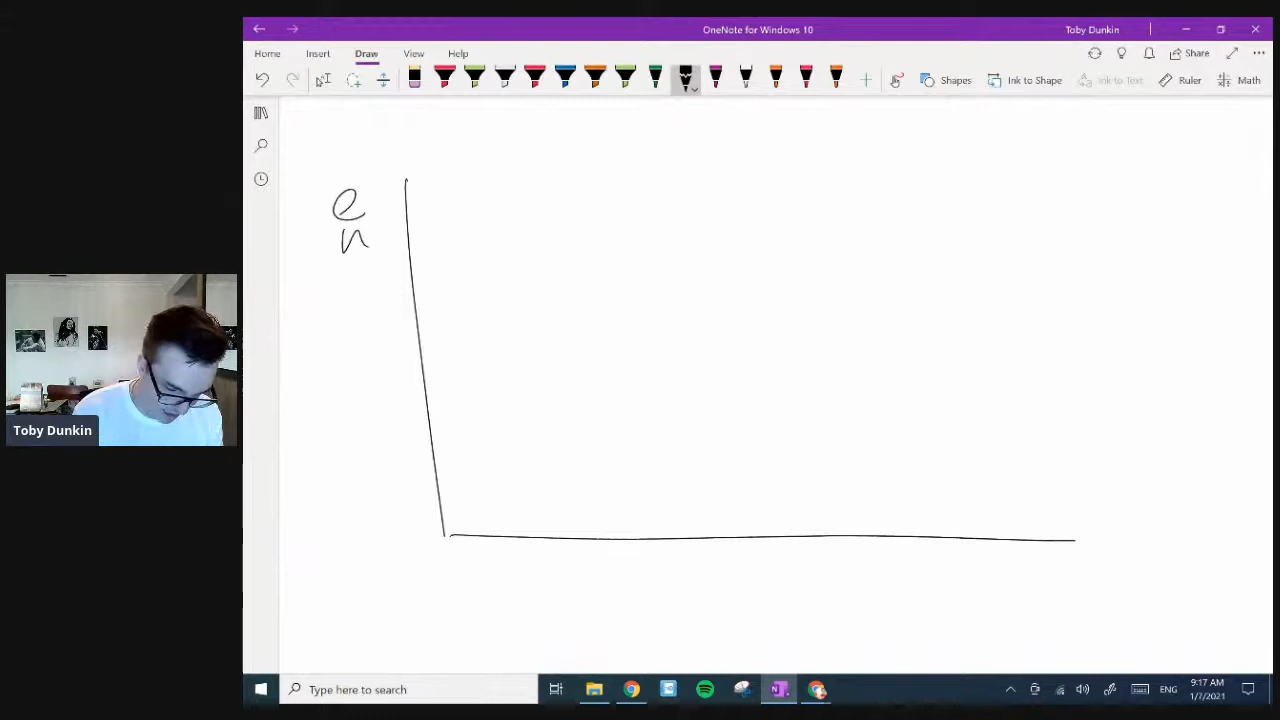 OneNote for Windows 10
Toby Dunkin
Home Insert Draw View Help
Share
Shapes Ink to Shape Ink to Text Ruler Math
e
n
Toby Dunkin
Type here to search
ENG
9:17 AM
1/7/2021